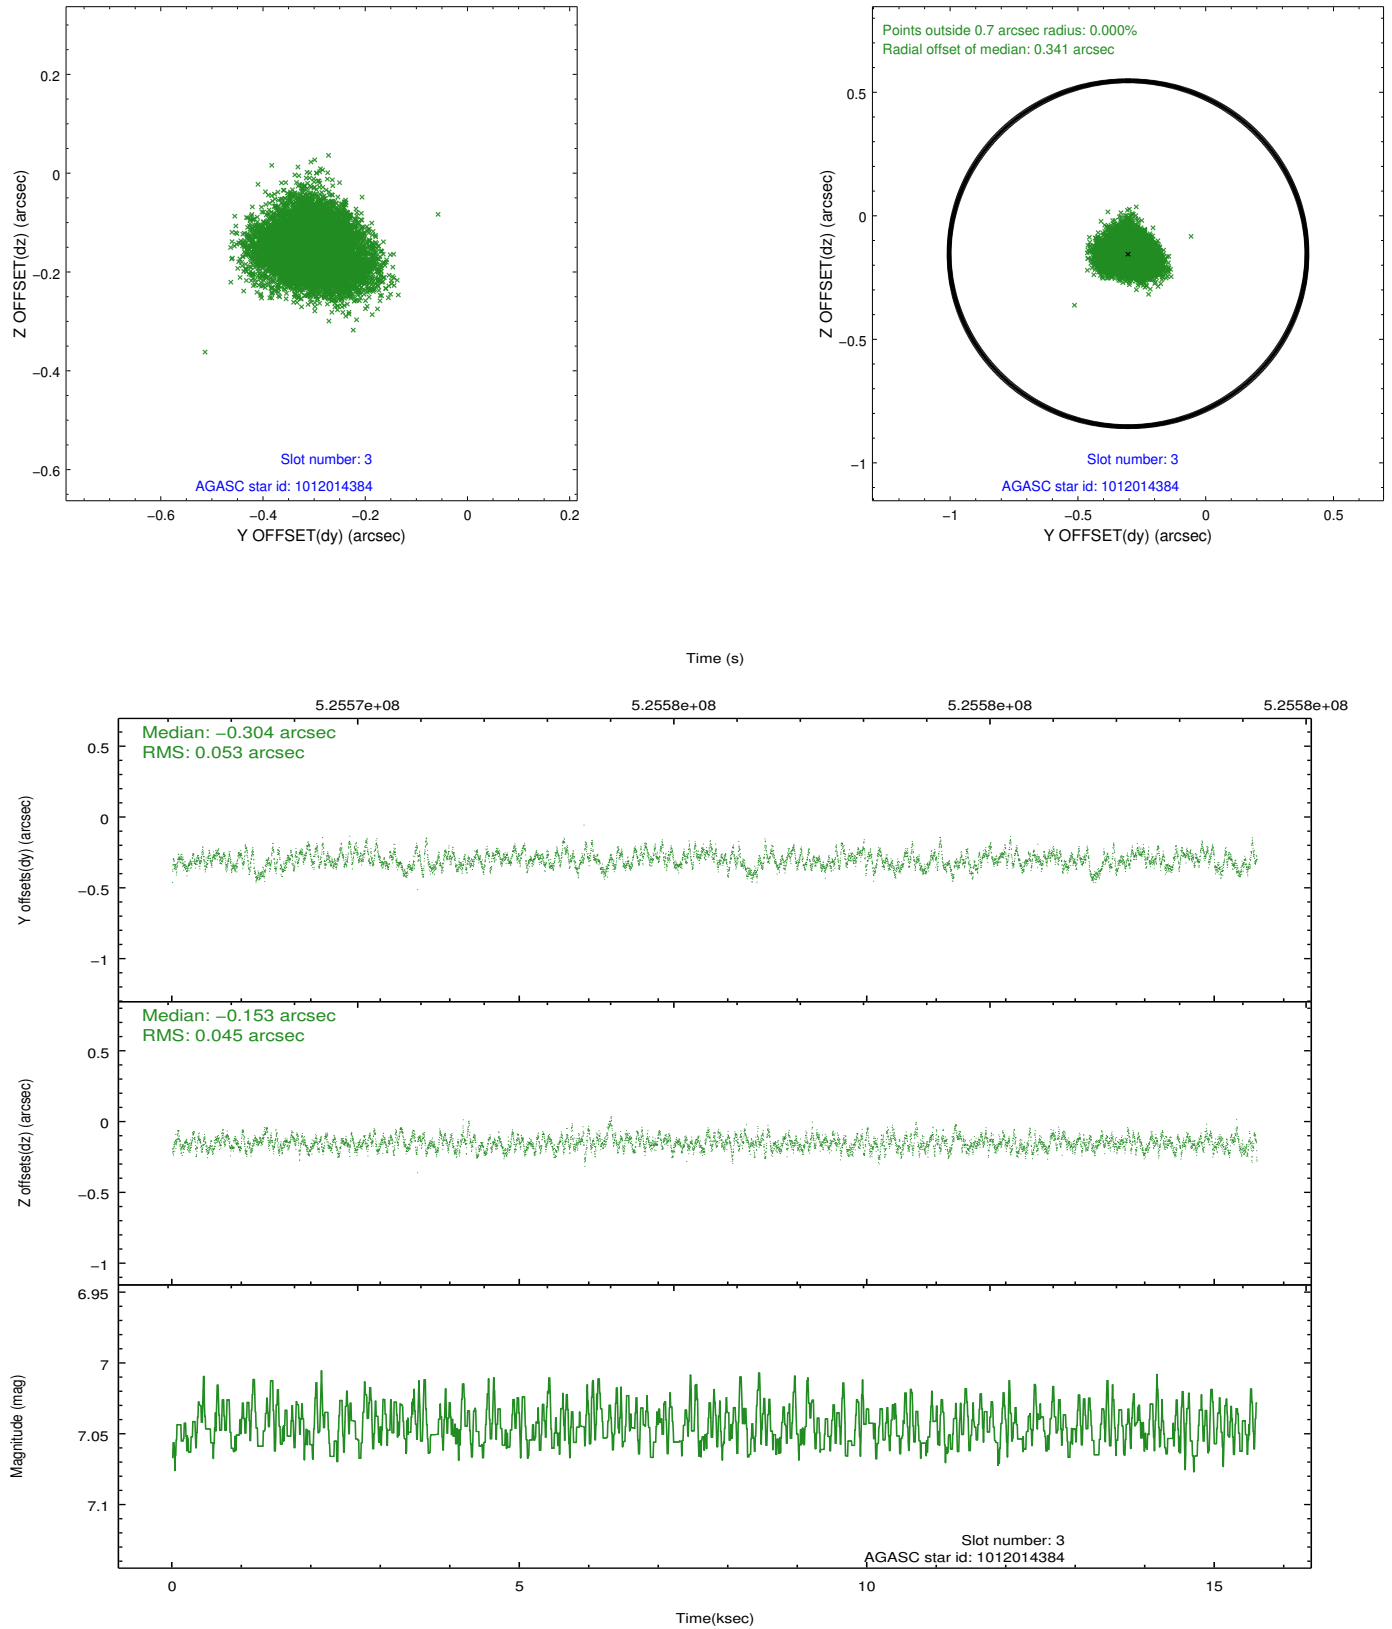 0.2
0
−0.2
−0.4
−0.6
Z OFFSET(dz) (arcsec)
Slot number: 3
AGASC star id: 1012014384
−0.6
−0.4
−0.2
0
0.2
Y OFFSET(dy) (arcsec)
Points outside 0.7 arcsec radius: 0.000%
Radial offset of median: 0.341 arcsec
0.5
0
−0.5
−1
Z OFFSET(dz) (arcsec)
Slot number: 3
AGASC star id: 1012014384
−1
−0.5
0
0.5
Y OFFSET(dy) (arcsec)
Time (s)
5.2557e+08
5.2558e+08
5.2558e+08
5.2558e+08
Median: −0.304 arcsec
RMS: 0.053 arcsec
0.5
0
−0.5
−1
Y offsets(dy) (arcsec)
Median: −0.153 arcsec
RMS: 0.045 arcsec
0.5
0
−0.5
−1
Z offsets(dz) (arcsec)
6.95
7
7.05
7.1
Magnitude (mag)
Slot number: 3
AGASC star id: 1012014384
0
5
10
15
Time(ksec)